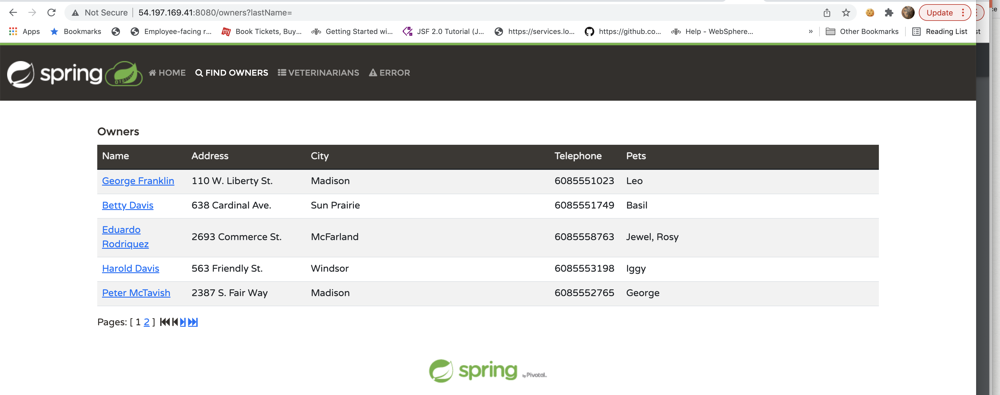 Not Secure 54.197.169.41:8080/owners?lastName= Update ce
Apps Bookmarks Employee-facing r... my Book Tickets, Buy... Getting Started wi... JSF 2.0 Tutorial (J... https://services.lo... https://github.co... Help - WebSphere... » Other Bookmarks Reading List st
spring HOME FIND OWNERS VETERINARIANS ERROR
Owners
Name Address City Telephone Pets
George Franklin 110 W. Liberty St. Madison 6085551023 Leo
Betty Davis 638 Cardinal Ave. Sun Prairie 6085551749 Basil
Eduardo
Rodriquez 2693 Commerce St. McFarland 6085558763 Jewel, Rosy
Harold Davis 563 Friendly St. Windsor 6085553198 Iggy
Peter McTavish 2387 S. Fair Way Madison 6085552765 George
Pages: [ 1 2 ]
spring by Pivotal.